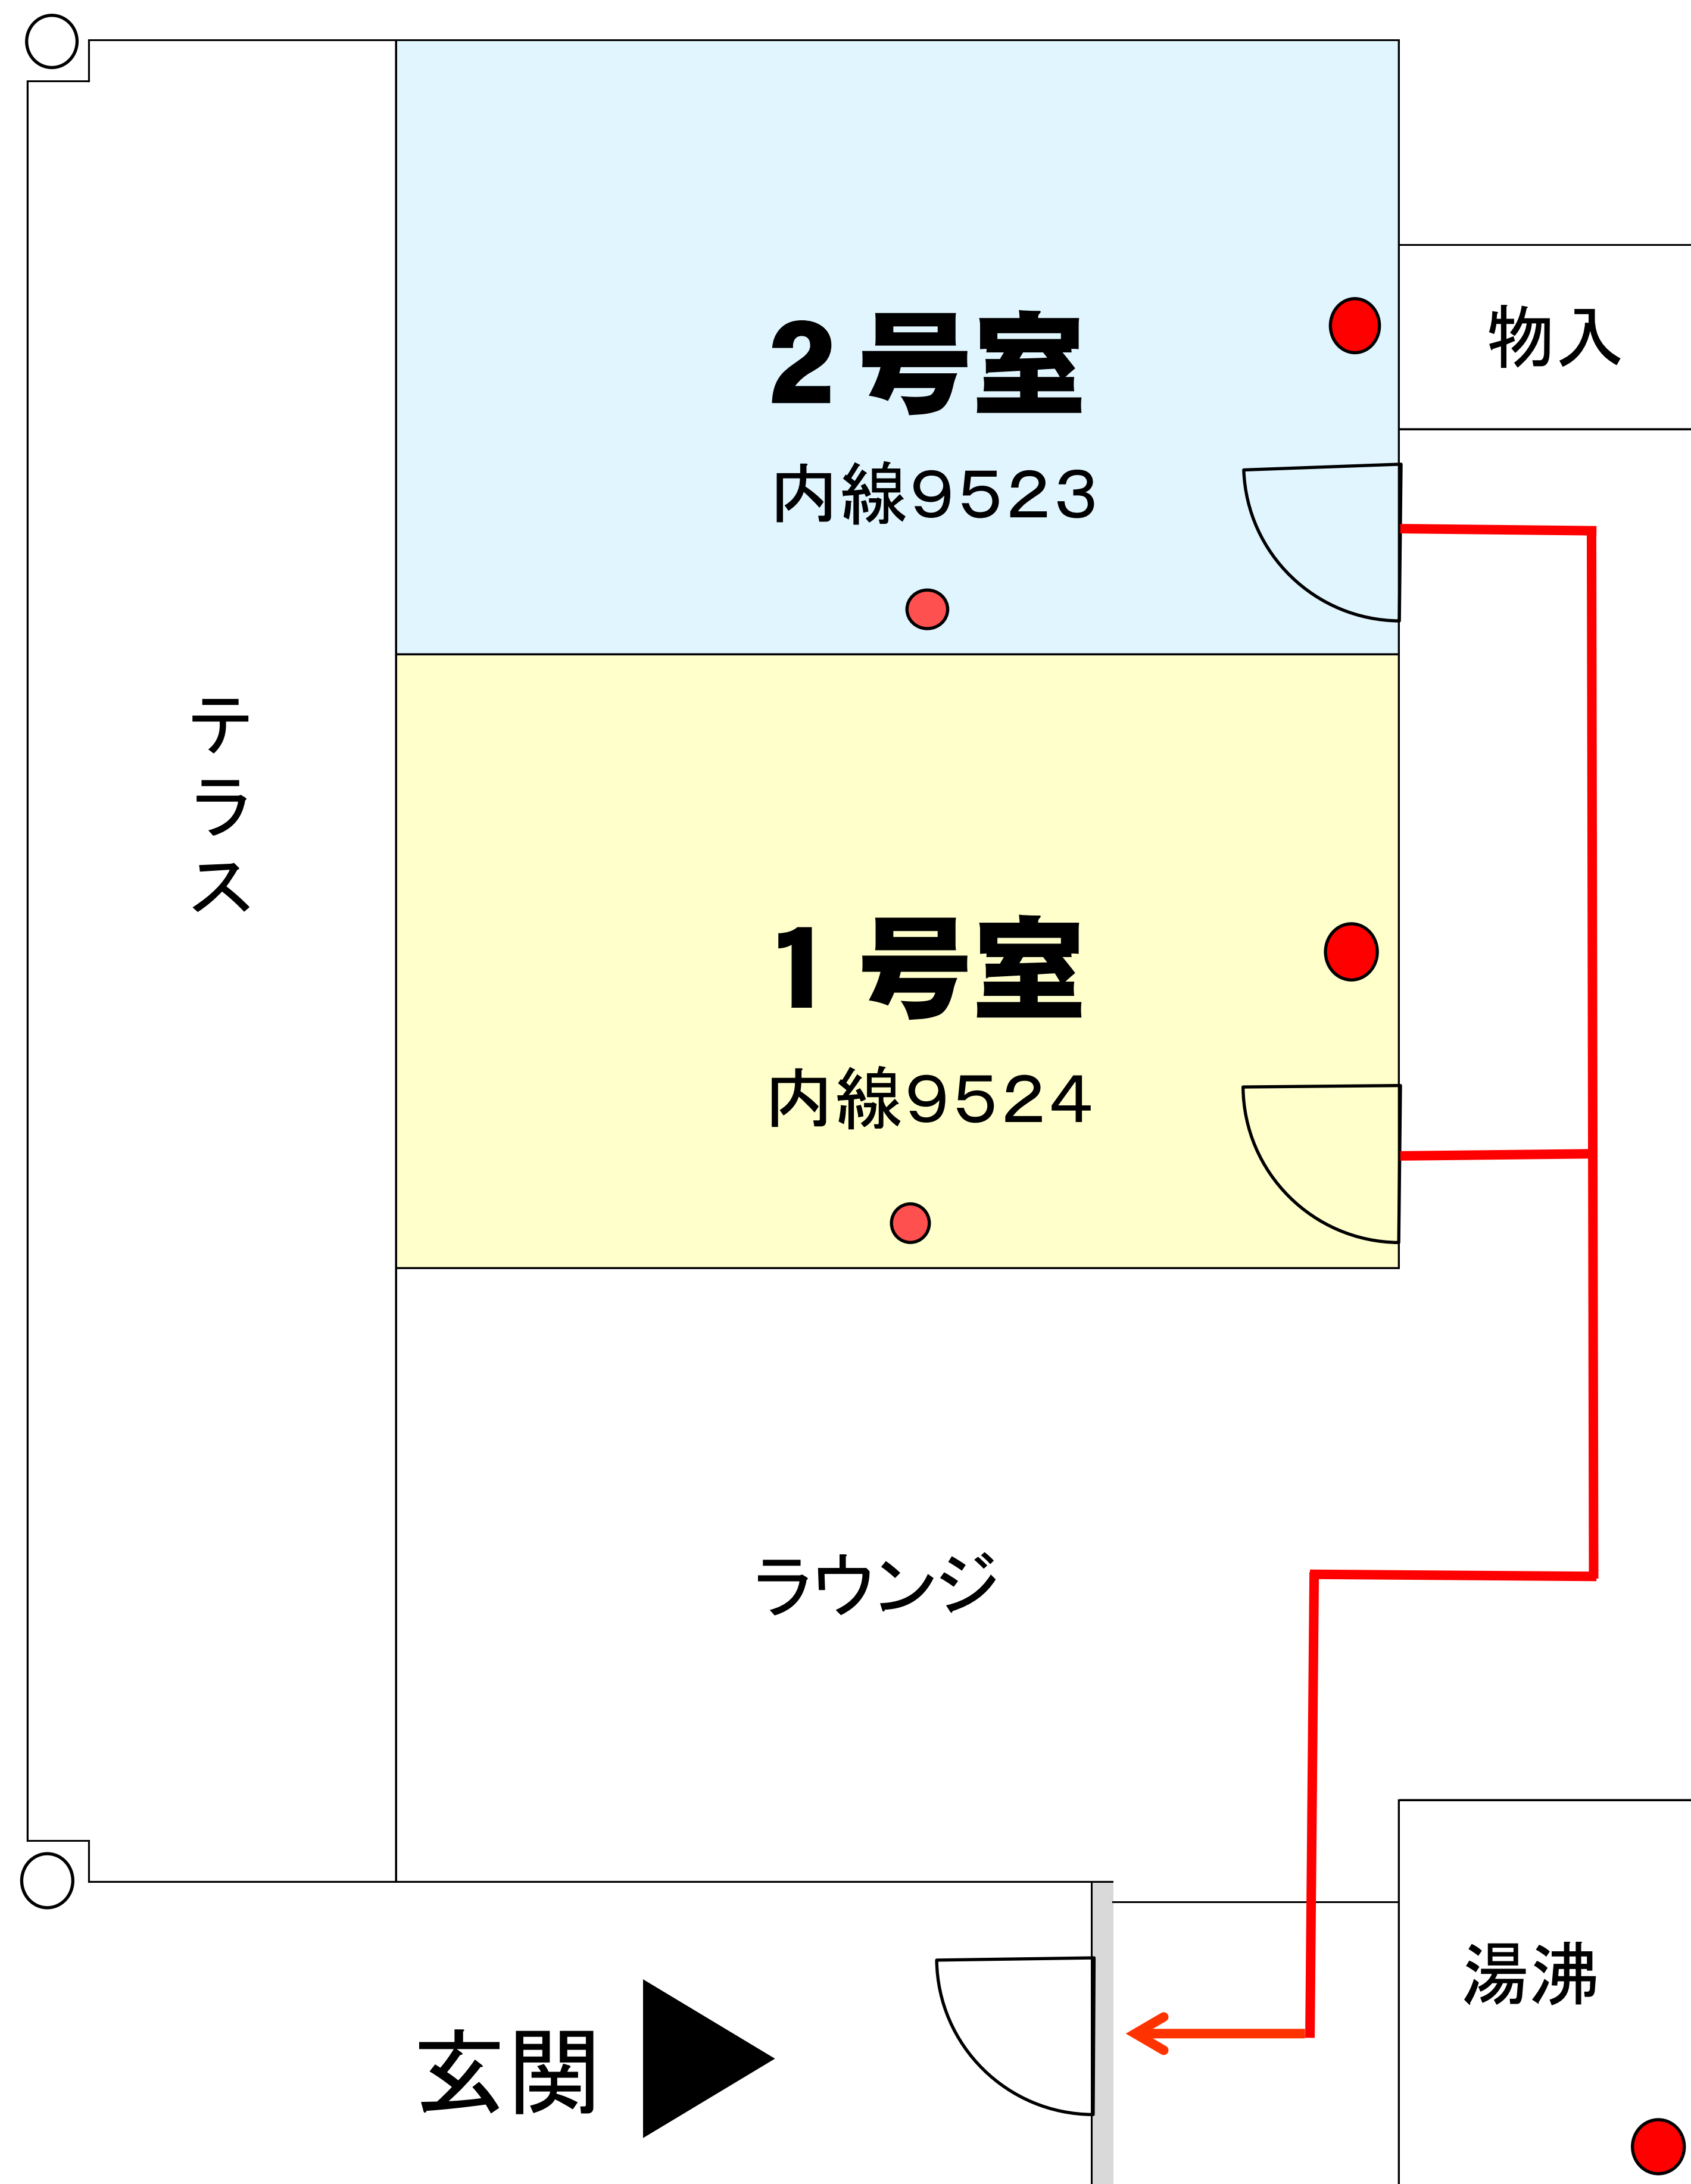 物入
２号室
内線９５２３
テラス
１号室
内線９５２４
ラウンジ
湯沸
玄関